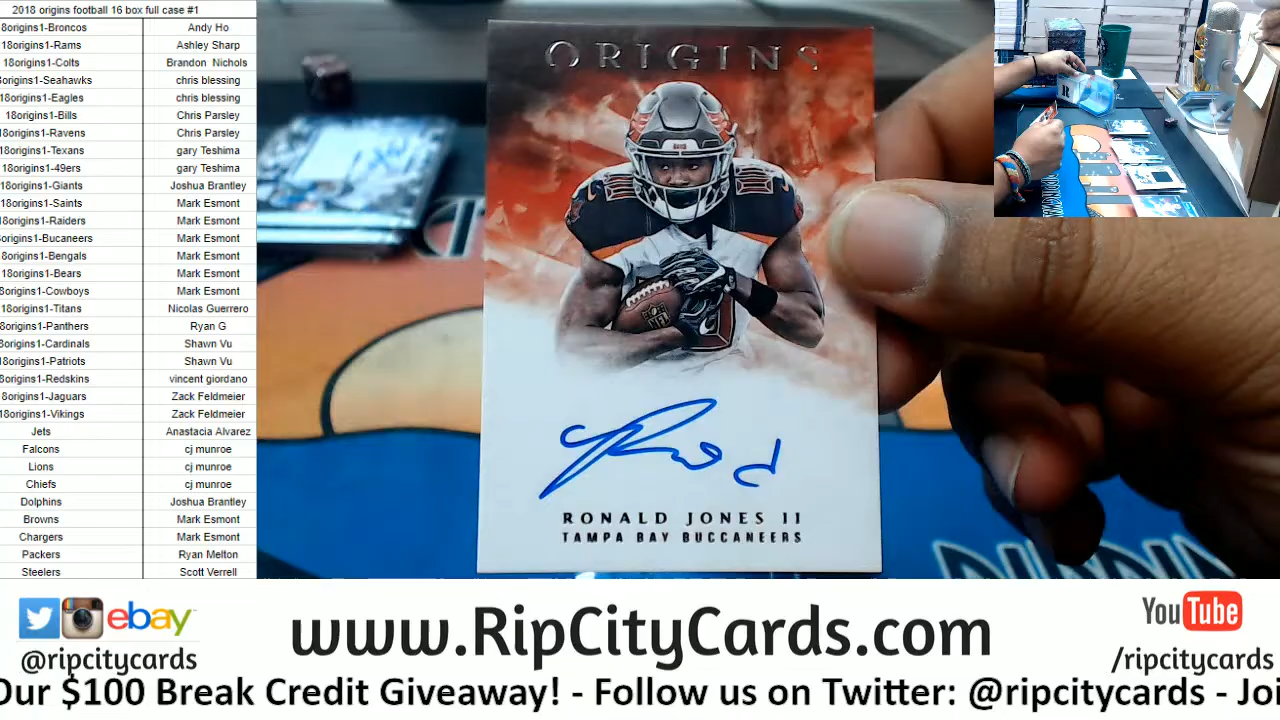 2018 origins football 16 box full case #1
8origins1-Broncos Andy Ho
18origins1-Rams Ashley Sharp
18origins1-Colts Brandon Nichols
8origins1-Seahawks chris blessing
18origins1-Eagles chris blessing
18origins1-Bills Chris Parsley
18origins1-Ravens Chris Parsley
18origins1-Texans gary Teshima
18origins1-49ers gary Teshima
18origins1-Giants Joshua Brantley
18origins1-Saints Mark Esmont
18origins1-Raiders Mark Esmont
origins1-Bucaneers Mark Esmont
18origins1-Bengals Mark Esmont
18origins1-Bears Mark Esmont
18origins1-Cowboys Mark Esmont
18origins1-Titans Nicolas Guerrero
8origins1-Panthers Ryan G
8origins1-Cardinals Shawn Vu
8origins1-Patriots Shawn Vu
8origins1-Redskins vincent giordano
18origins1-Jaguars Zack Feldmeier
18origins1-Vikings Zack Feldmeier
Jets Anastacia Alvarez
Falcons cj munroe
Lions cj munroe
Chiefs cj munroe
Dolphins Joshua Brantley
Browns Mark Esmont
Chargers Mark Esmont
Packers Ryan Melton
Steelers Scott Verrell
ORIGINS
RONALD JONES II
TAMPA BAY BUCCANEERS
ebay
@ripcitycards
www.RipCityCards.com
YouTube
/ripcitycards
Our $100 Break Credit Giveaway! - Follow us on Twitter: @ripcitycards - Joi